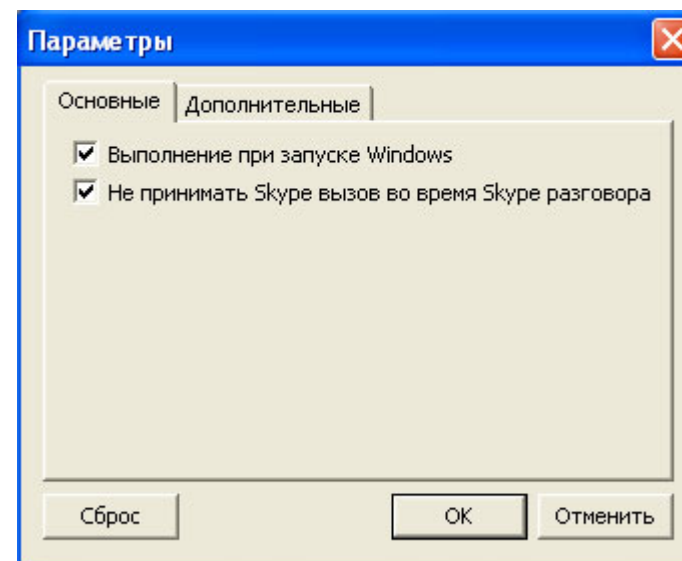 Параметры
Основные Дополнительные
Выполнение при запуске Windows
Не принимать Skype вызов во время Skype разговора
Сброс OK Отменить